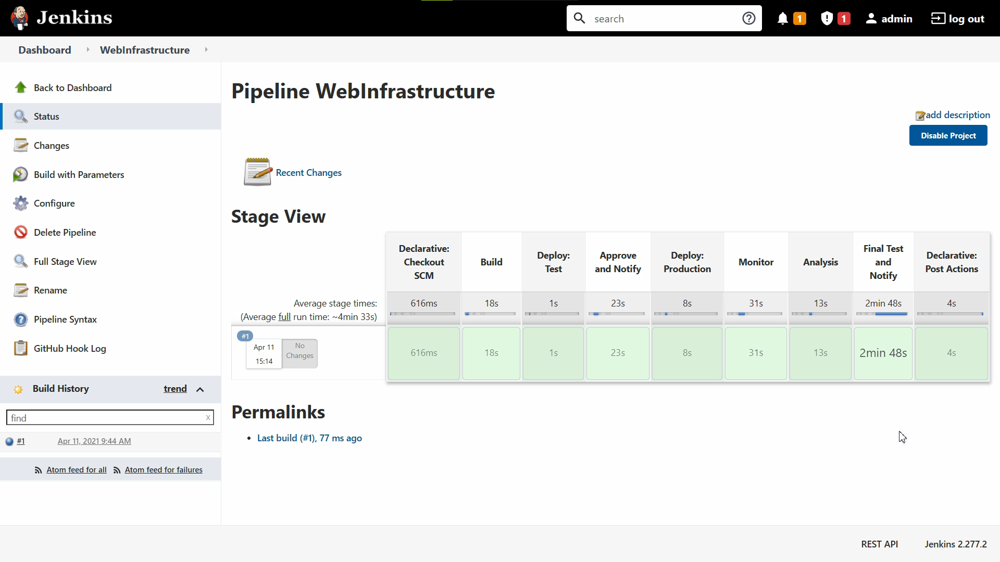 Jenkins
search
1
1
admin
log out
Dashboard
WebInfrastructure
Back to Dashboard
Status
Changes
Build with Parameters
Configure
Delete Pipeline
Full Stage View
Rename
Pipeline Syntax
GitHub Hook Log
Build History
trend
find
x
#1
Apr 11, 2021 9:44 AM
Atom feed for all
Atom feed for failures
Pipeline WebInfrastructure
add description
Disable Project
Recent Changes
Stage View
Declarative:
Checkout
SCM
Build
Deploy:
Test
Approve
and Notify
Deploy:
Production
Monitor
Analysis
Final Test
and
Notify
Declarative:
Post Actions
Average stage times:
(Average full run time: ~4min 33s)
616ms
18s
1s
23s
8s
31s
13s
2min 48s
4s
#1
Apr 11
15:14
No
Changes
616ms
18s
1s
23s
8s
31s
13s
2min 48s
4s
Permalinks
Last build (#1), 77 ms ago
REST API
Jenkins 2.277.2